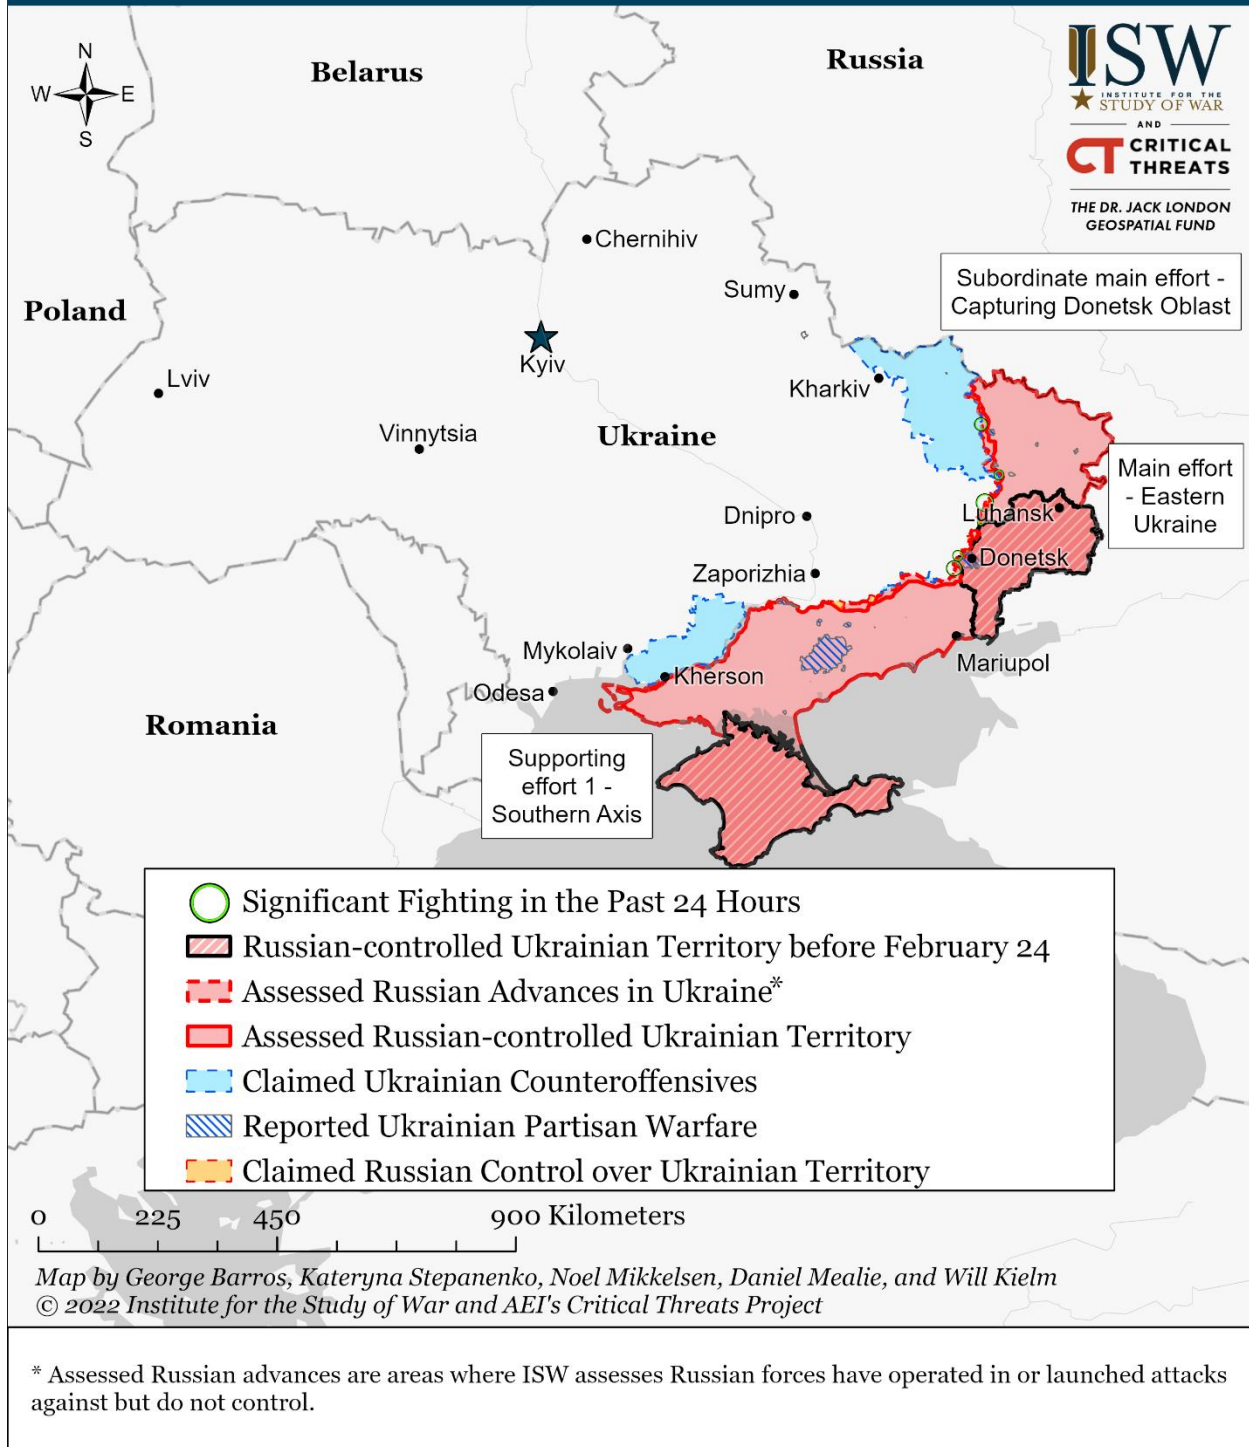 N
W
E
S
Belarus
Russia
ISW
INSTITUTE FOR THE
STUDY OF WAR
AND
CT CRITICAL
THREATS
THE DR. JACK LONDON
GEOSPATIAL FUND
Chernihiv
Subordinate main effort -
Capturing Donetsk Oblast
Sumy
Poland
Kyiv
Lviv
Kharkiv
Vinnytsia
Ukraine
Main effort
- Eastern
Ukraine
Dnipro
Luhansk
Donetsk
Zaporizhia
Mykolaiv
Mariupol
Kherson
Odesa
Romania
Supporting
effort 1 -
Southern Axis
Significant Fighting in the Past 24 Hours
Russian-controlled Ukrainian Territory before February 24
Assessed Russian Advances in Ukraine*
Assessed Russian-controlled Ukrainian Territory
Claimed Ukrainian Counteroffensives
Reported Ukrainian Partisan Warfare
Claimed Russian Control over Ukrainian Territory
0 225 450 900 Kilometers
Map by George Barros, Kateryna Stepanenko, Noel Mikkelsen, Daniel Mealie, and Will Kielm
© 2022 Institute for the Study of War and AEI's Critical Threats Project
* Assessed Russian advances are areas where ISW assesses Russian forces have operated in or launched attacks
against but do not control.